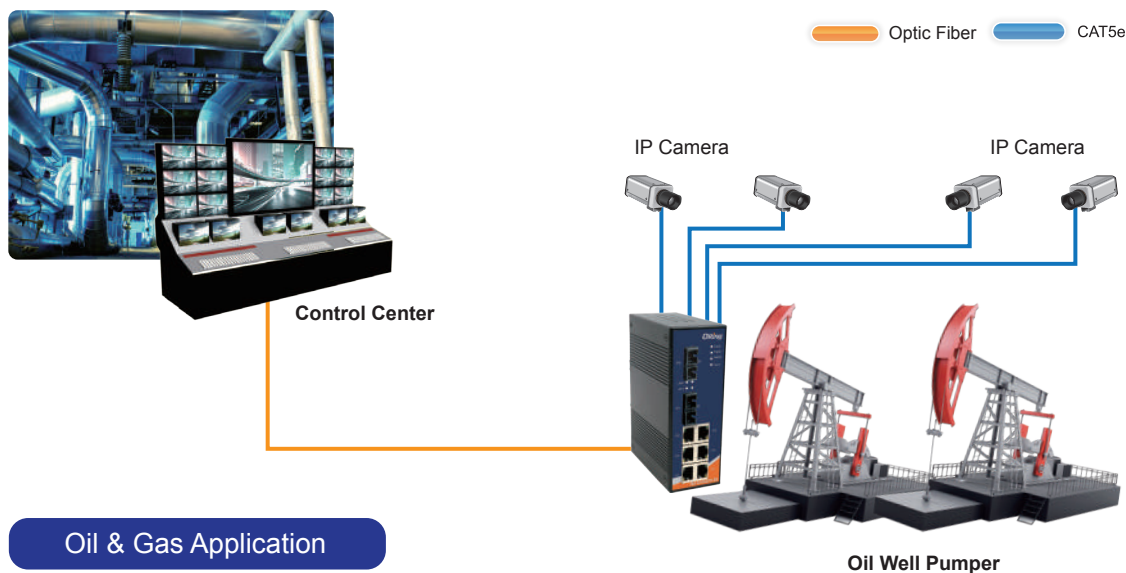 Optic Fiber
CAT5e
IP Camera
IP Camera
Control Center
ORing
Oil & Gas Application
Oil Well Pumper